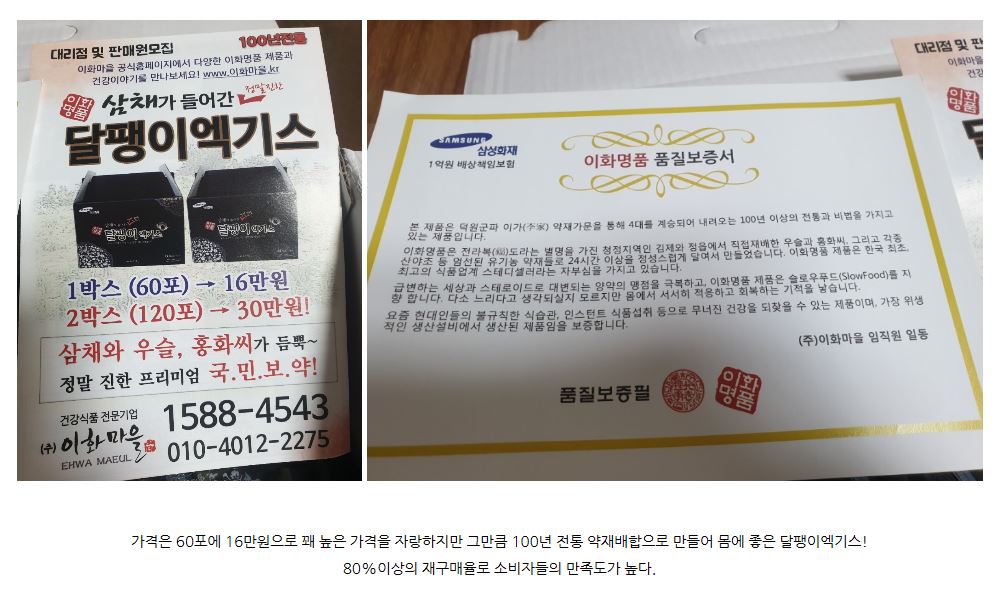 대리점 및 판매원모집
100년전통
이화마을 공식홈페이지에서 다양한 이화명품 제품과
건강이야기를 만나보세요! www.이화마을.kr
이화
명품
삼채가 들어간
정말진한
달팽이엑기스
달팽이엑기스
달팽이엑기스
1박스 (60포) → 16만원
2박스 (120포) → 30만원!
삼채와 우슬, 홍화씨가 듬뿍~
정말 진한 프리미엄 국.민.보.약!
건강식품 전문기업
(주)이화마을
EHWA MAEUL
1588-4543
010-4012-2275
대리점 및 판
이화마
건
이화
명품
SAMSUNG
삼성화재
1억원 배상책임보험
이화명품 품질보증서
본 제품은 덕원군파 이가(李家) 약재가문을 통해 4대를 계승되어 내려오는 100년 이상의 전통과 비법을 가지고
있는 제품입니다.
이화명품은 전라복(福)도라는 별명을 가진 청정지역인 김제와 정읍에서 직접재배한 우슬과 홍화씨, 그리고 각종
산야초 등 엄선된 유기농 약재들로 24시간 이상을 정성스럽게 달여서 만들었습니다. 이화명품 제품은 한국 최초,
최고의 식품업계 스테디셀러라는 자부심을 가지고 있습니다.
급변하는 세상과 스테로이드로 대변되는 양약의 맹점을 극복하고, 이화명품 제품은 슬로우푸드(SlowFood)를 지
향 합니다. 다소 느리다고 생각되실지 모르지만 몸에서 서서히 적응하고 회복하는 기적을 낳습니다.
요즘 현대인들의 불규칙한 식습관, 인스턴트 식품섭취 등으로 무너진 건강을 되찾을 수 있는 제품이며, 가장 위생
적인 생산설비에서 생산된 제품임을 보증합니다.
(주)이화마을 임직원 일동
품질보증필
이화
명품
가격은 60포에 16만원으로 꽤 높은 가격을 자랑하지만 그만큼 100년 전통 약재배합으로 만들어 몸에 좋은 달팽이엑기스!
80%이상의 재구매율로 소비자들의 만족도가 높다.